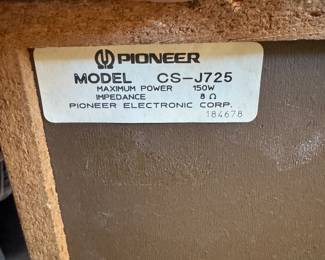 PIONEER
MODEL CS-J725
MAXIMUM POWER 150W
IMPEDANCE 8 Ω
PIONEER ELECTRONIC CORP.
184678